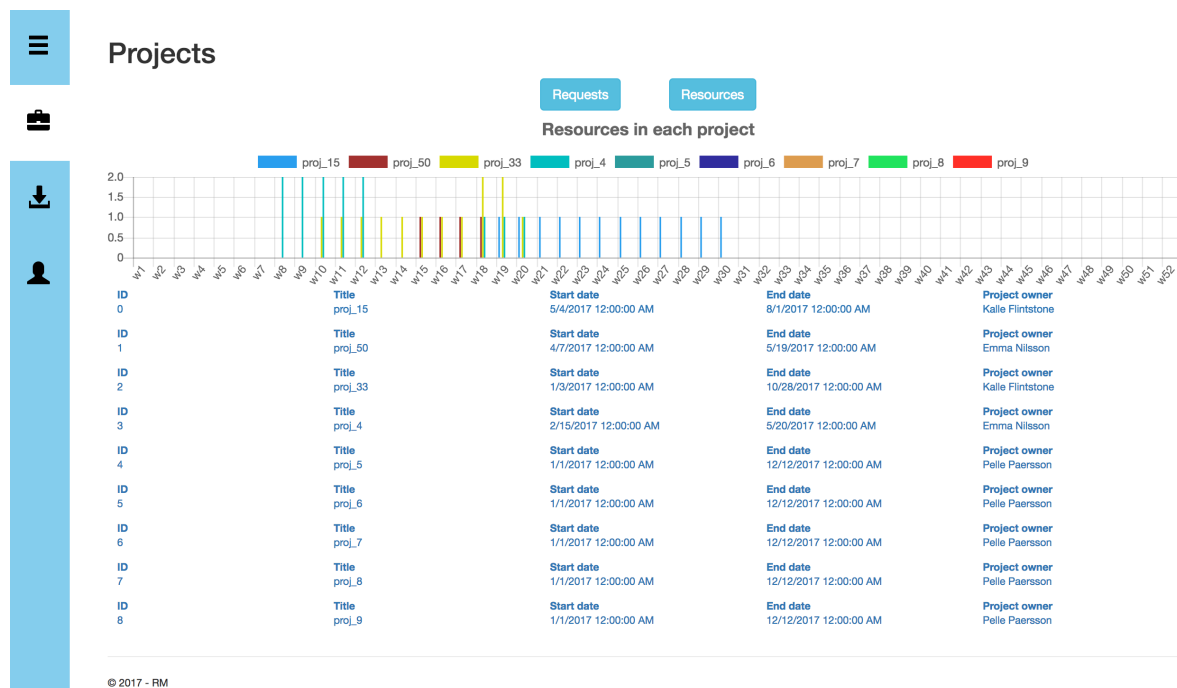 Projects
Requests Resources
Resources in each project
proj_15 proj_50 proj_33 proj_4 proj_5 proj_6 proj_7 proj_8 proj_9
2.0
1.5
1.0
0.5
0
w1 w2 w3 w4 w5 w6 w7 w8 w9 w10 w11 w12 w13 w14 w15 w16 w17 w18 w19 w20 w21 w22 w23 w24 w25 w26 w27 w28 w29 w30 w31 w32 w33 w34 w35 w36 w37 w38 w39 w40 w41 w42 w43 w44 w45 w46 w47 w48 w49 w50 w51 w52
ID Title Start date End date Project owner
0 proj_15 5/4/2017 12:00:00 AM 8/1/2017 12:00:00 AM Kalle Flintstone
ID Title Start date End date Project owner
1 proj_50 4/7/2017 12:00:00 AM 5/19/2017 12:00:00 AM Emma Nilsson
ID Title Start date End date Project owner
2 proj_33 1/3/2017 12:00:00 AM 10/28/2017 12:00:00 AM Kalle Flintstone
ID Title Start date End date Project owner
3 proj_4 2/15/2017 12:00:00 AM 5/20/2017 12:00:00 AM Emma Nilsson
ID Title Start date End date Project owner
4 proj_5 1/1/2017 12:00:00 AM 12/12/2017 12:00:00 AM Pelle Paersson
ID Title Start date End date Project owner
5 proj_6 1/1/2017 12:00:00 AM 12/12/2017 12:00:00 AM Pelle Paersson
ID Title Start date End date Project owner
6 proj_7 1/1/2017 12:00:00 AM 12/12/2017 12:00:00 AM Pelle Paersson
ID Title Start date End date Project owner
7 proj_8 1/1/2017 12:00:00 AM 12/12/2017 12:00:00 AM Pelle Paersson
ID Title Start date End date Project owner
8 proj_9 1/1/2017 12:00:00 AM 12/12/2017 12:00:00 AM Pelle Paersson
© 2017 - RM